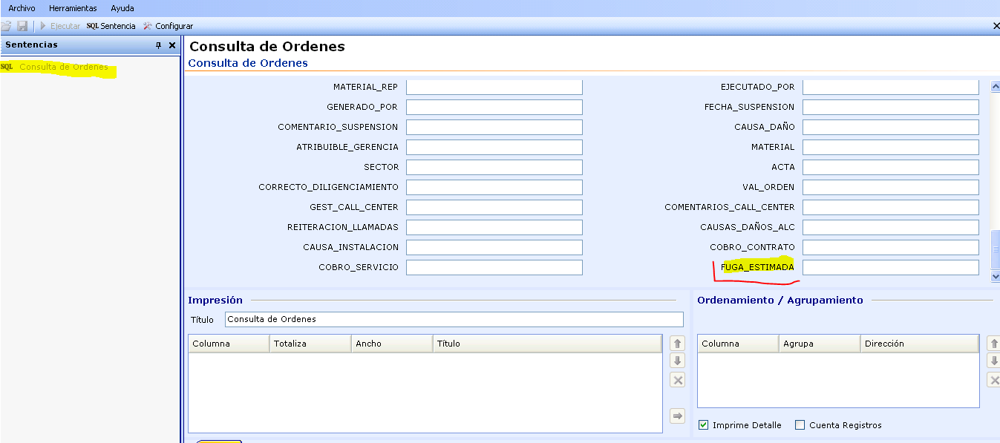 Archivo Herramientas Ayuda
Ejecutar SQL Sentencia Configurar
Sentencias
SQL Consulta de Ordenes
Consulta de Ordenes
Consulta de Ordenes
MATERIAL_REP EJECUTADO_POR
GENERADO_POR FECHA_SUSPENSION
COMENTARIO_SUSPENSION CAUSA_DAÑO
ATRIBUIBLE_GERENCIA MATERIAL
SECTOR ACTA
CORRECTO_DILIGENCIAMIENTO VAL_ORDEN
GEST_CALL_CENTER COMENTARIOS_CALL_CENTER
REITERACION_LLAMADAS CAUSAS_DAÑOS_ALC
CAUSA_INSTALACION COBRO_CONTRATO
COBRO_SERVICIO FUGA_ESTIMADA
Impresión
Título Consulta de Ordenes
Columna Totaliza Ancho Título
Ordenamiento / Agrupamiento
Columna Agrupa Dirección
Imprime Detalle Cuenta Registros